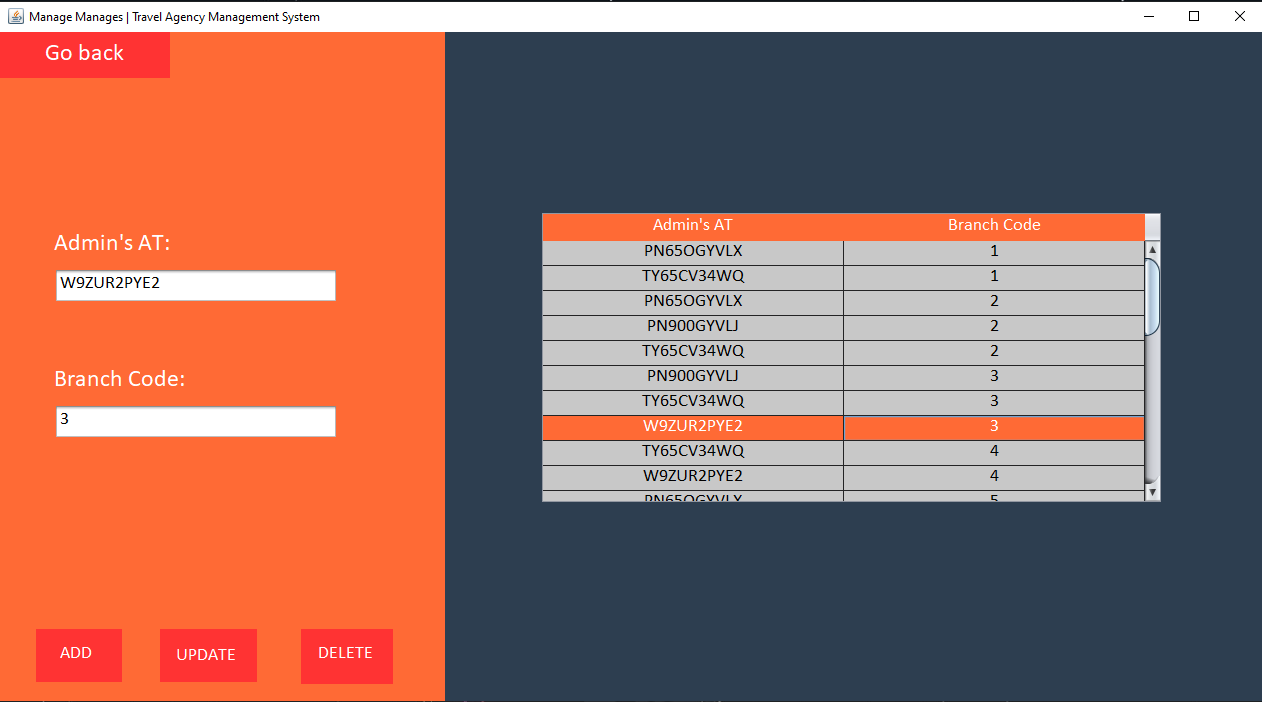 Manage Manages | Travel Agency Management System
Go back
Admin's AT:
W9ZUR2PYE2
Branch Code:
3
ADD UPDATE DELETE
Admin's AT Branch Code
PN65OGYVLX 1
TY65CV34WQ 1
PN65OGYVLX 2
PN900GYVLJ 2
TY65CV34WQ 2
PN900GYVLJ 3
TY65CV34WQ 3
W9ZUR2PYE2 3
TY65CV34WQ 4
W9ZUR2PYE2 4
PN65OGYVLX 5